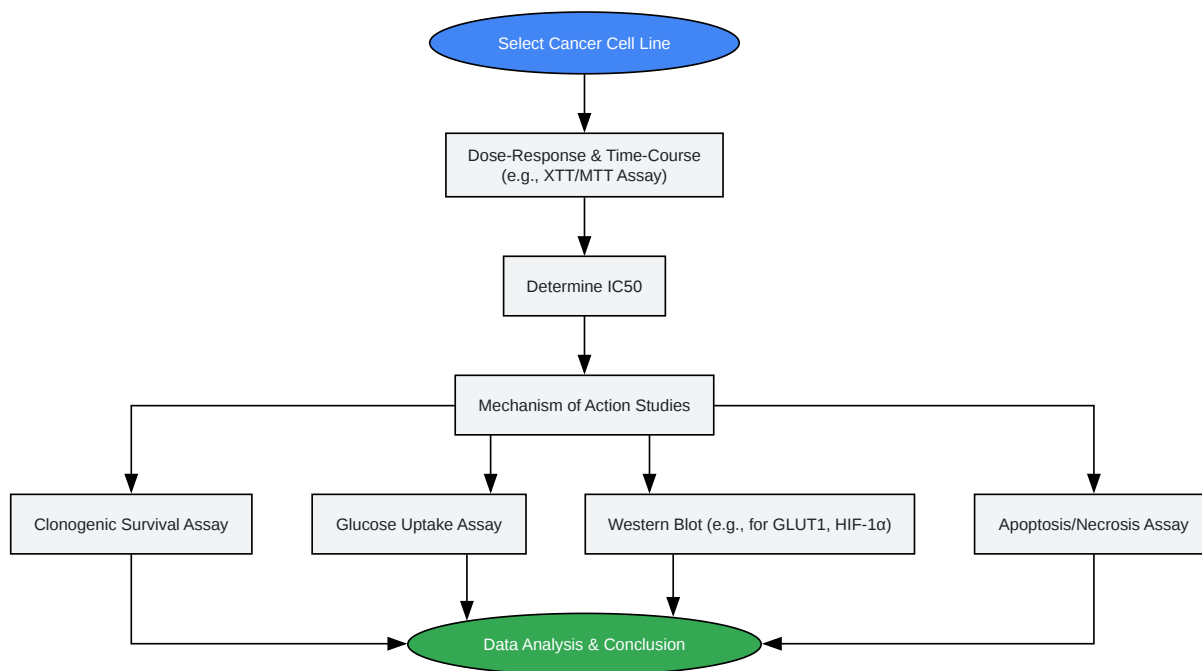 Select Cancer Cell Line
Dose-Response & Time-Course
(e.g., XTT/MTT Assay)
Determine IC50
Mechanism of Action Studies
Clonogenic Survival Assay
Glucose Uptake Assay
Western Blot (e.g., for GLUT1, HIF-1α)
Apoptosis/Necrosis Assay
Data Analysis & Conclusion